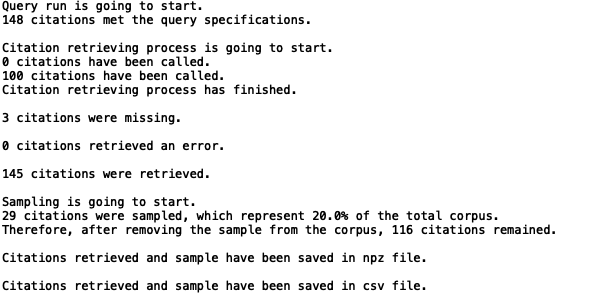 Query run is going to start.
148 citations met the query specifications.
Citation retrieving process is going to start.
0 citations have been called.
100 citations have been called.
Citation retrieving process has finished.
3 citations were missing.
0 citations retrieved an error.
145 citations were retrieved.
Sampling is going to start.
29 citations were sampled, which represent 20.0% of the total corpus.
Therefore, after removing the sample from the corpus, 116 citations remained.
Citations retrieved and sample have been saved in npz file.
Citations retrieved and sample have been saved in csv file.